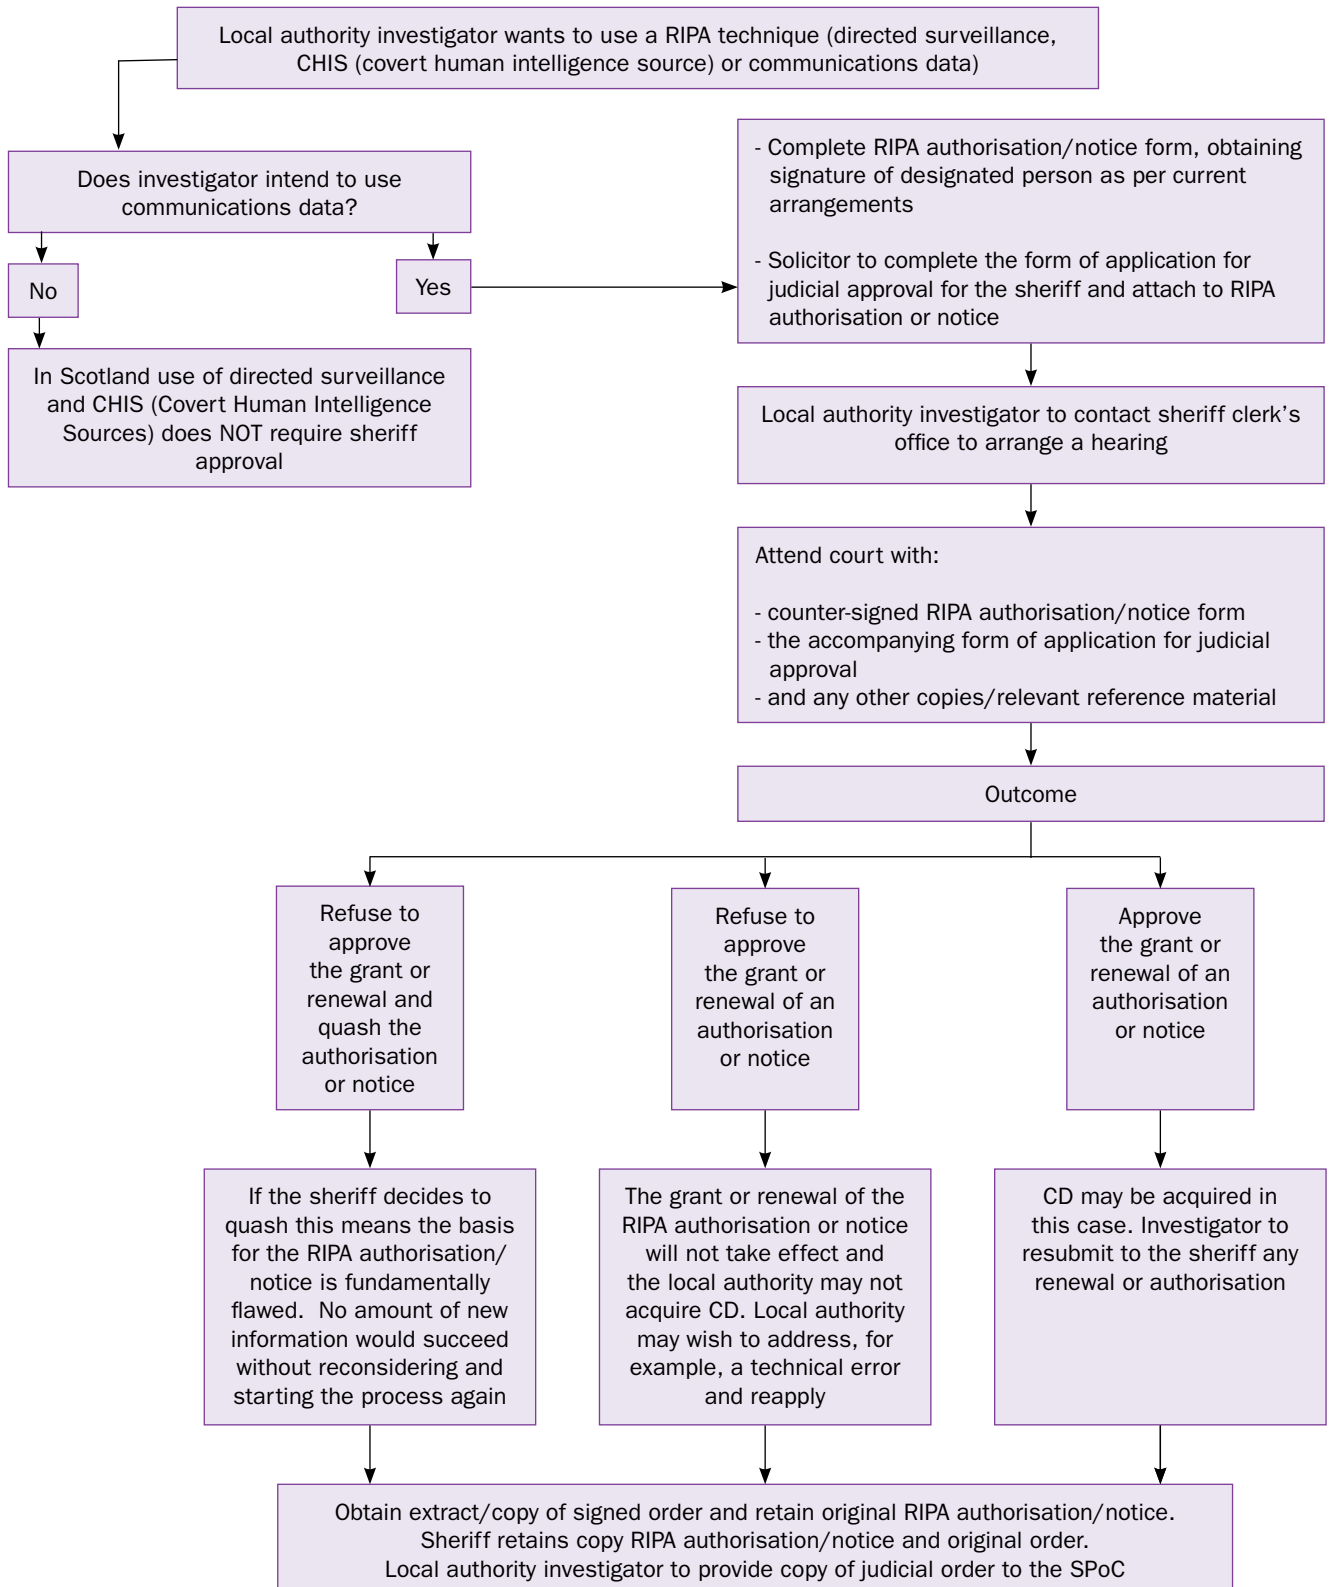 Local authority investigator wants to use a RIPA technique (directed surveillance,
CHIS (covert human intelligence source) or communications data)
Does investigator intend to use
communications data?
No
Yes
In Scotland use of directed surveillance
and CHIS (Covert Human Intelligence
Sources) does NOT require sheriff
approval
- Complete RIPA authorisation/notice form, obtaining
signature of designated person as per current
arrangements
- Solicitor to complete the form of application for
judicial approval for the sheriff and attach to RIPA
authorisation or notice
Local authority investigator to contact sheriff clerk's
office to arrange a hearing
Attend court with:
- counter-signed RIPA authorisation/notice form
- the accompanying form of application for judicial
approval
- and any other copies/relevant reference material
Outcome
Refuse to
approve
the grant or
renewal and
quash the
authorisation
or notice
Refuse to
approve
the grant or
renewal of an
authorisation
or notice
Approve
the grant or
renewal of an
authorisation
or notice
If the sheriff decides to
quash this means the basis
for the RIPA authorisation/
notice is fundamentally
flawed.  No amount of new
information would succeed
without reconsidering and
starting the process again
The grant or renewal of the
RIPA authorisation or notice
will not take effect and
the local authority may not
acquire CD. Local authority
may wish to address, for
example, a technical error
and reapply
CD may be acquired in
this case. Investigator to
resubmit to the sheriff any
renewal or authorisation
Obtain extract/copy of signed order and retain original RIPA authorisation/notice.
Sheriff retains copy RIPA authorisation/notice and original order.
Local authority investigator to provide copy of judicial order to the SPoC